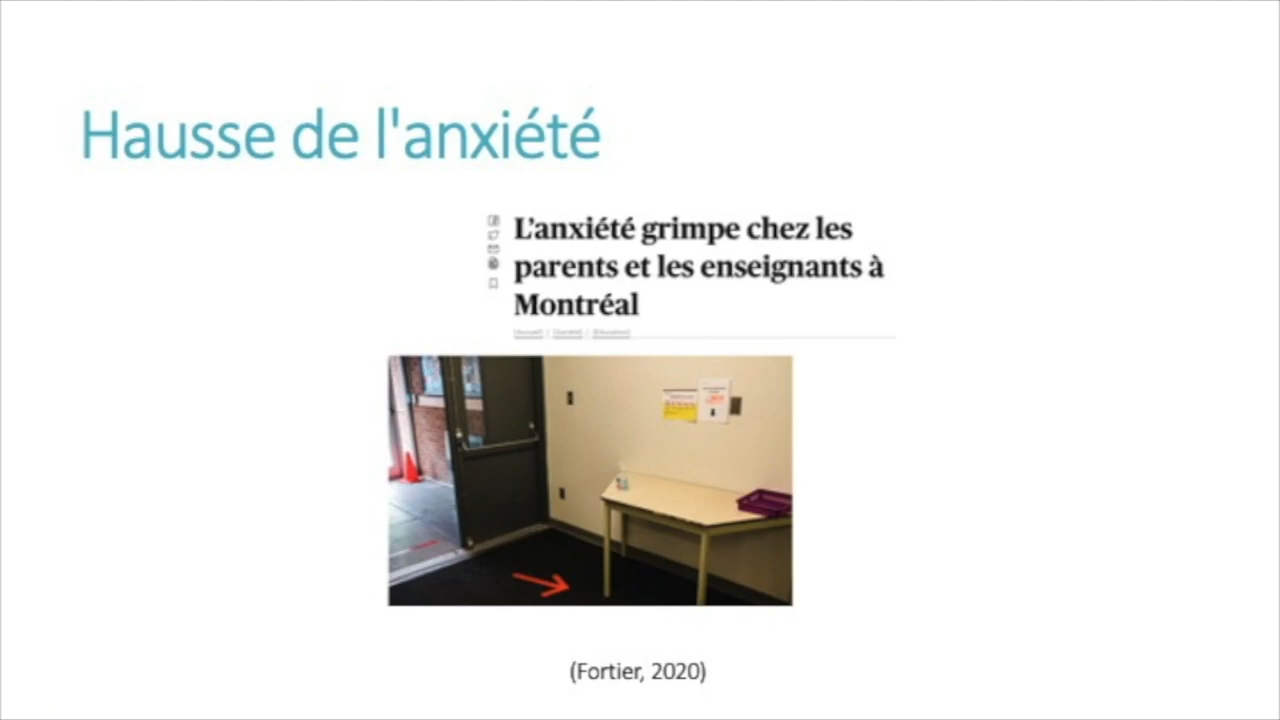 Hausse de l'anxiété
L'anxiété grimpe chez les
parents et les enseignants à
Montréal
(Fortier, 2020)